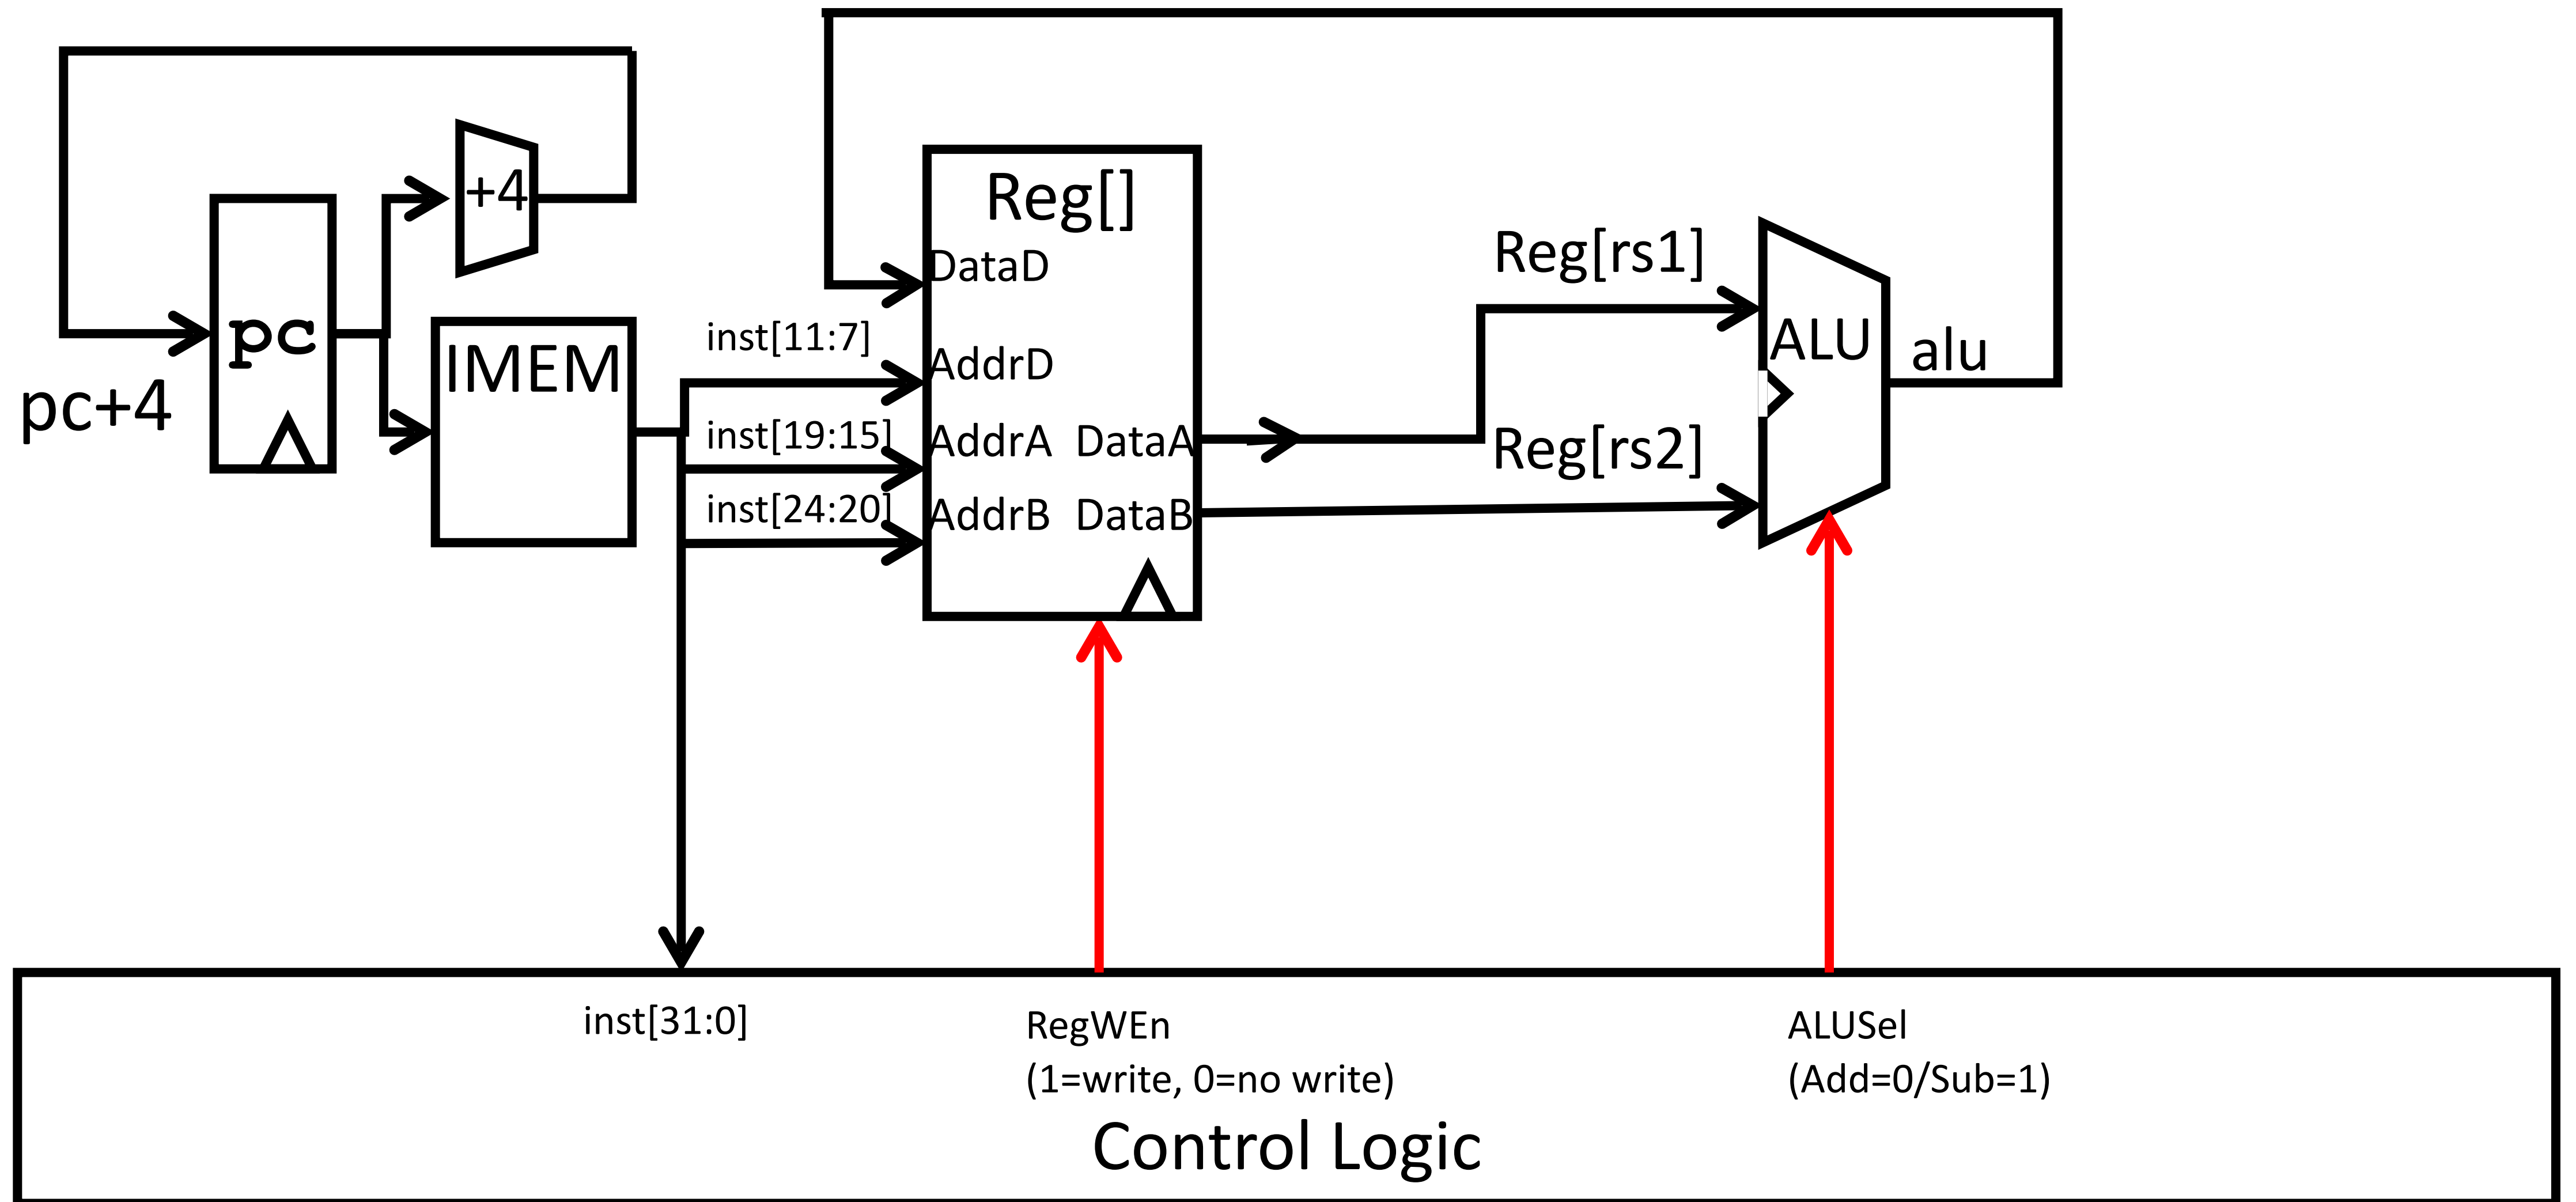 +4
pc
pc+4
IMEM
inst[11:7]
inst[19:15]
inst[24:20]
Reg[]
DataD
AddrD
AddrA DataA
AddrB DataB
Reg[rs1]
Reg[rs2]
ALU
alu
inst[31:0]
RegWEn
(1=write, 0=no write)
ALUSel
(Add=0/Sub=1)
Control Logic